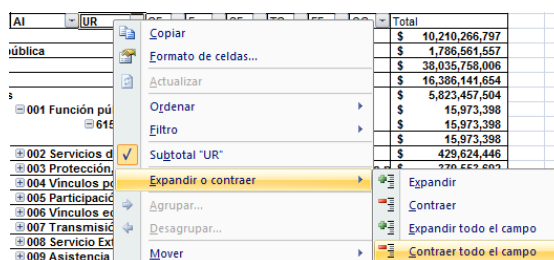 AI UR Total
Copiar $ 10,210,266,797
ública $ 1,786,561,557
Formato de celdas... $ 38,035,758,006
Actualizar $ 16,386,141,654
s $ 5,823,457,504
001 Función pú Ordenar $ 15,973,398
615 Filtro $ 15,973,398
$ 15,973,398
002 Servicios d Subtotal "UR" $ 429,624,446
003 Protección,
004 Vínculos po Expandir o contraer Expandir
005 Participació Agrupar... Contraer
006 Vínculos ec
007 Transmisió Desagrupar... Expandir todo el campo
008 Servicio Ext
009 Asistencia Mover Contraer todo el campo